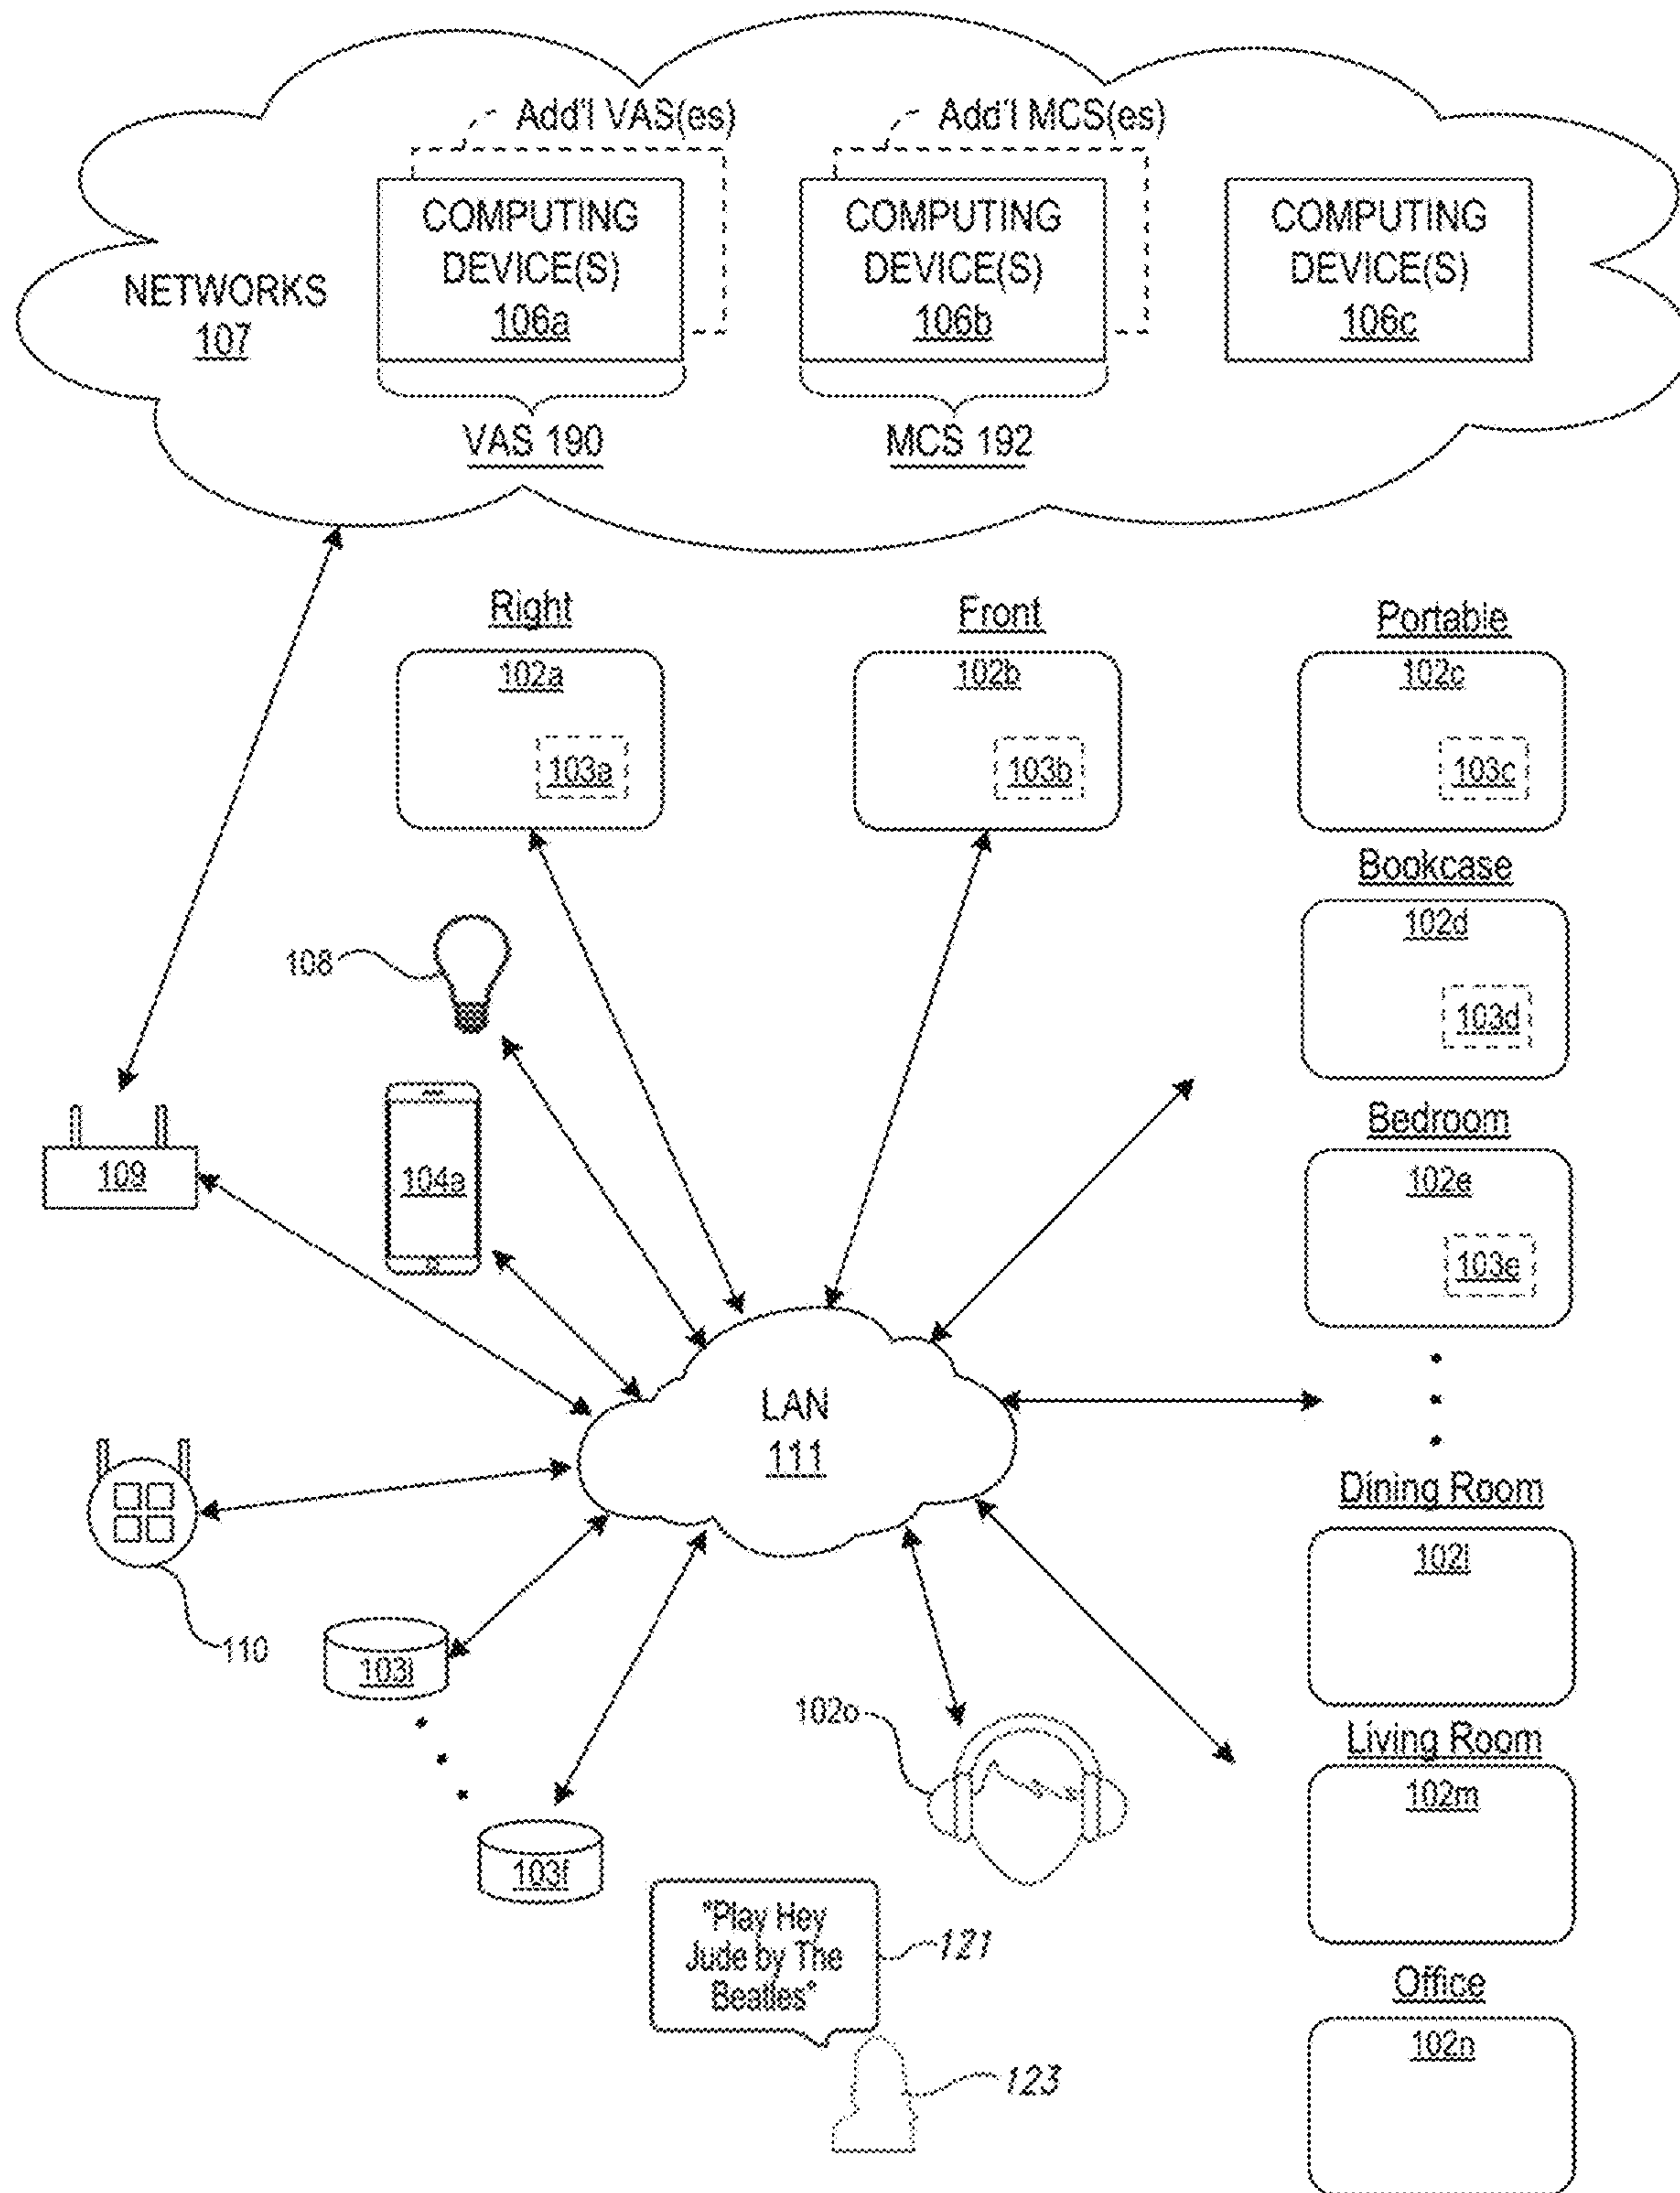 Add'l VAS(es)
Add'l MCS(es)
COMPUTING
DEVICE(S)
106a
COMPUTING
DEVICE(S)
106b
COMPUTING
DEVICE(S)
106c
NETWORKS
107
VAS 190
MCS 192
Right
102a
103a
Front
102b
103b
Portable
102c
103c
Bookcase
102d
103d
Bedroom
102e
103e
108
104a
109
LAN
111
110
103i
103f
102o
Dining Room
102l
Living Room
102m
Office
102n
"Play Hey
Jude by The
Beatles"
121
123